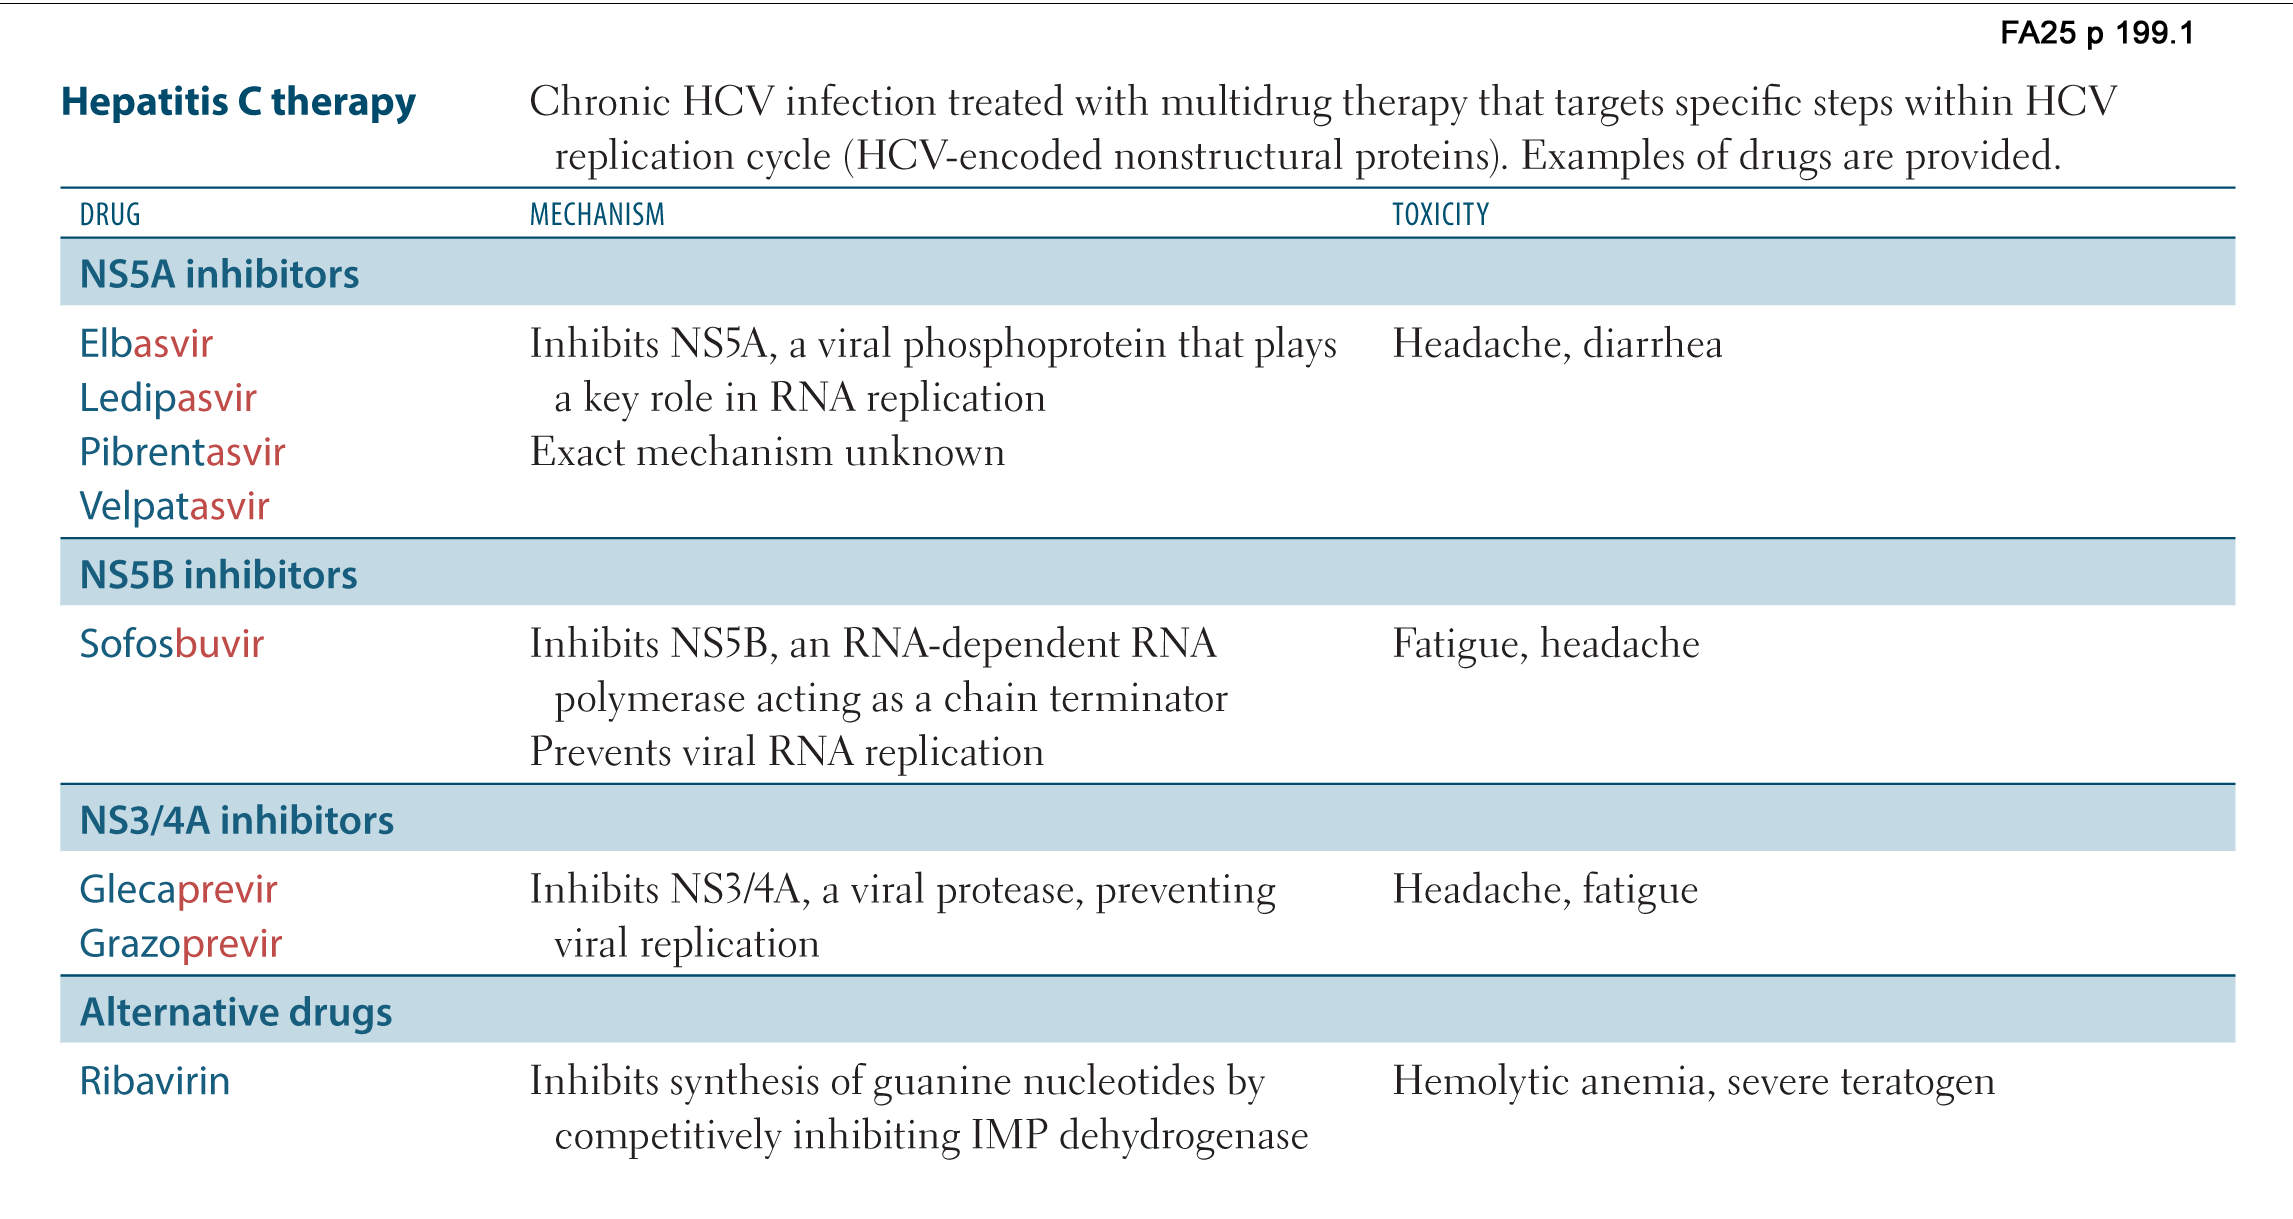 FA25 p 199.1
Hepatitis C therapy
Chronic HCV infection treated with multidrug therapy that targets specific steps within HCV
replication cycle (HCV-encoded nonstructural proteins). Examples of drugs are provided.
DRUG
MECHANISM
TOXICITY
NS5A inhibitors
Elbasvir
Ledipasvir
Pibrentasvir
Velpatasvir
Inhibits NS5A, a viral phosphoprotein that plays
a key role in RNA replication
Exact mechanism unknown
Headache, diarrhea
NS5B inhibitors
Sofosbuvir
Inhibits NS5B, an RNA-dependent RNA
polymerase acting as a chain terminator
Prevents viral RNA replication
Fatigue, headache
NS3/4A inhibitors
Glecaprevir
Grazoprevir
Inhibits NS3/4A, a viral protease, preventing
viral replication
Headache, fatigue
Alternative drugs
Ribavirin
Inhibits synthesis of guanine nucleotides by
competitively inhibiting IMP dehydrogenase
Hemolytic anemia, severe teratogen